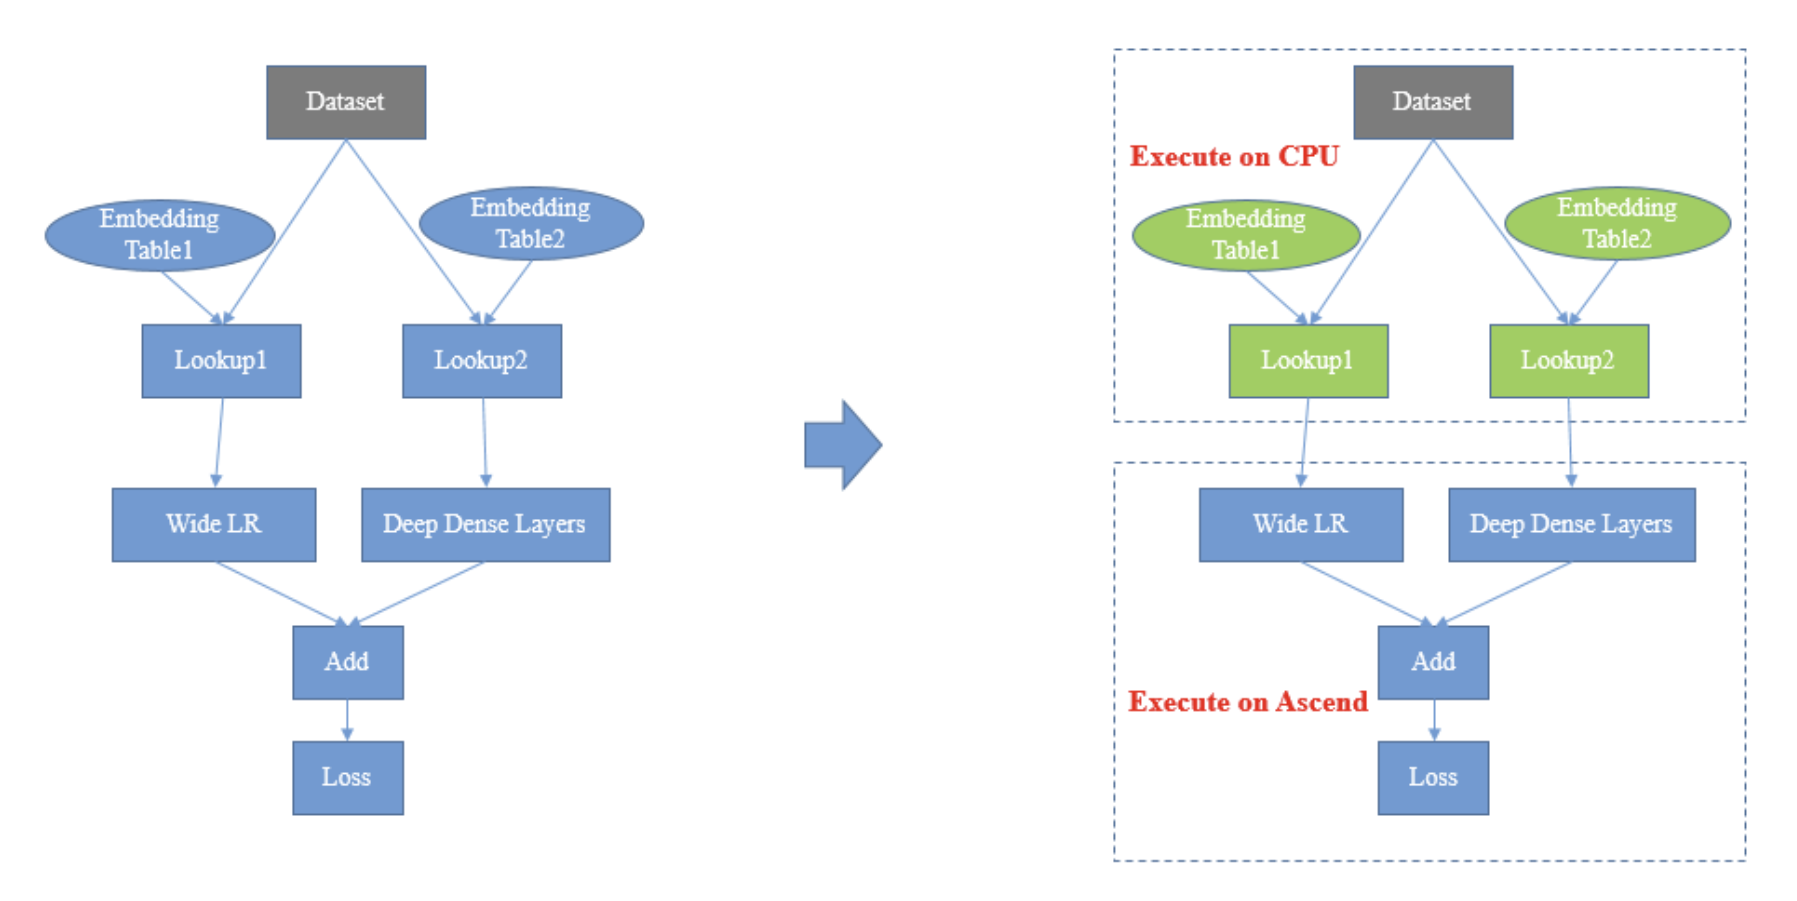 Dataset
Embedding
Table1
Embedding
Table2
Lookup1
Lookup2
Wide LR
Deep Dense Layers
Add
Loss
Dataset
Execute on CPU
Embedding
Table1
Embedding
Table2
Lookup1
Lookup2
Wide LR
Deep Dense Layers
Add
Execute on Ascend
Loss